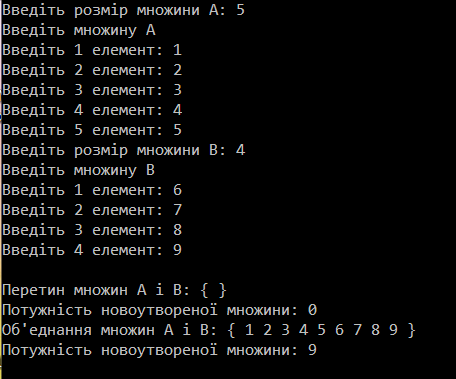 Введіть розмір множини A: 5
Введіть множину A
Введіть 1 елемент: 1
Введіть 2 елемент: 2
Введіть 3 елемент: 3
Введіть 4 елемент: 4
Введіть 5 елемент: 5
Введіть розмір множини B: 4
Введіть множину B
Введіть 1 елемент: 6
Введіть 2 елемент: 7
Введіть 3 елемент: 8
Введіть 4 елемент: 9
Перетин множин A і B: { }
Потужність новоутвореної множини: 0
Об'еднання множин A і B: { 1 2 3 4 5 6 7 8 9 }
Потужність новоутвореної множини: 9